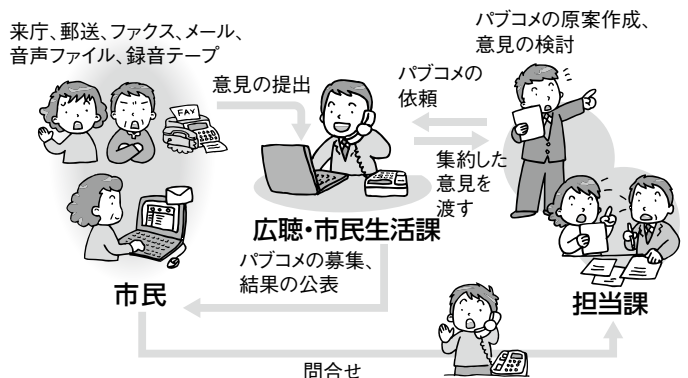 来庁、郵送、ファクス、メール、
音声ファイル、録音テープ
FAX
意見の提出
パブコメの
依頼
パブコメの原案作成、
意見の検討
集約した
意見を
渡す
広聴・市民生活課
パブコメの募集、
結果の公表
市民
担当課
問合せ